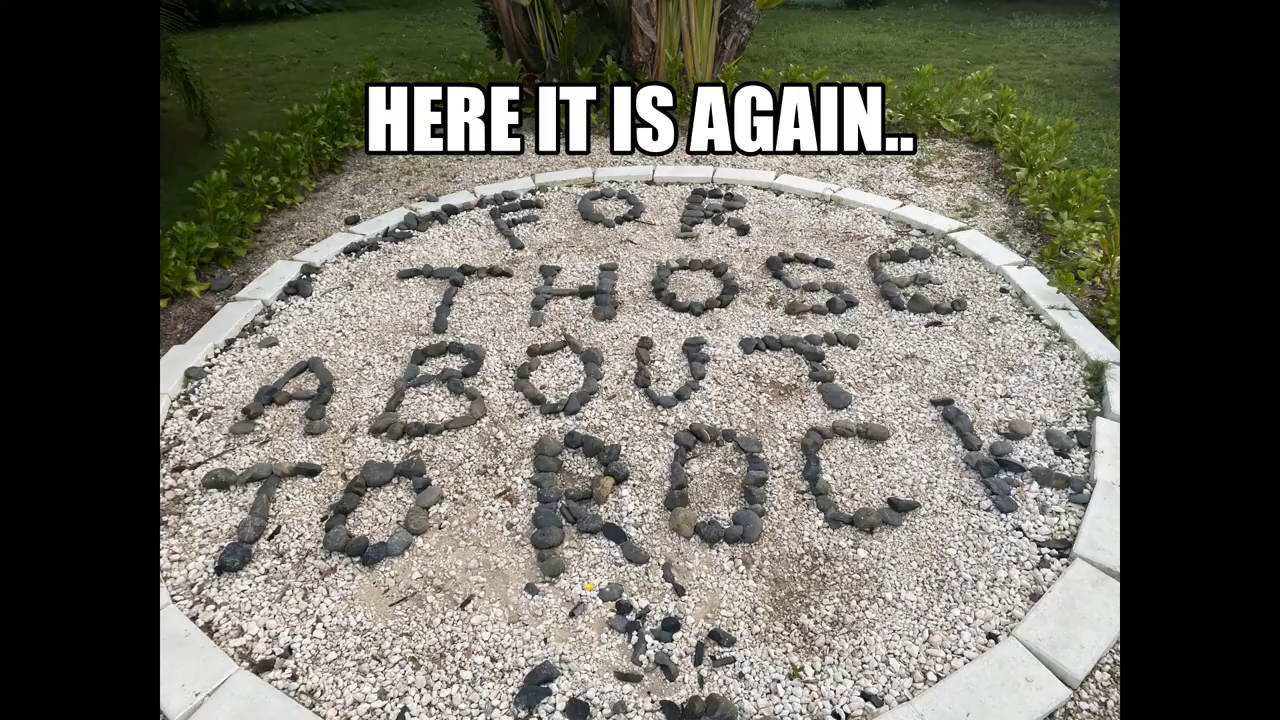 HERE IT IS AGAIN..
FOR
THOSE
ABOUT
TO ROCK